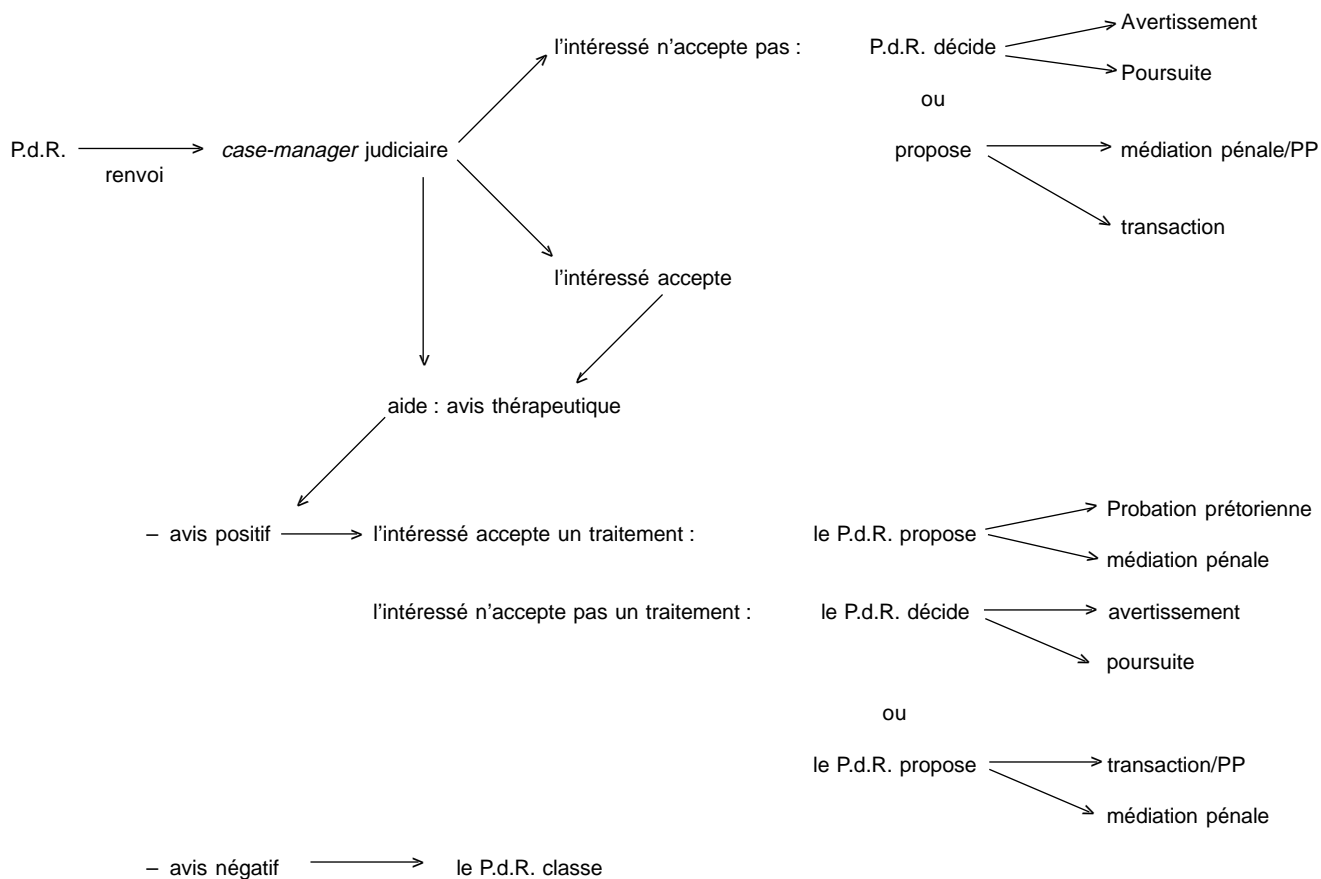 l'intéressé n'accepte pas : P.d.R. décide Avertissement
Poursuite
ou
P.d.R. renvoi case-manager judiciaire propose médiation pénale/PP
transaction
l'intéressé accepte
aide : avis thérapeutique
– avis positif l'intéressé accepte un traitement : le P.d.R. propose Probation prétorienne
médiation pénale
l'intéressé n'accepte pas un traitement : le P.d.R. décide avertissement
poursuite
ou
le P.d.R. propose transaction/PP
médiation pénale
– avis négatif le P.d.R. classe